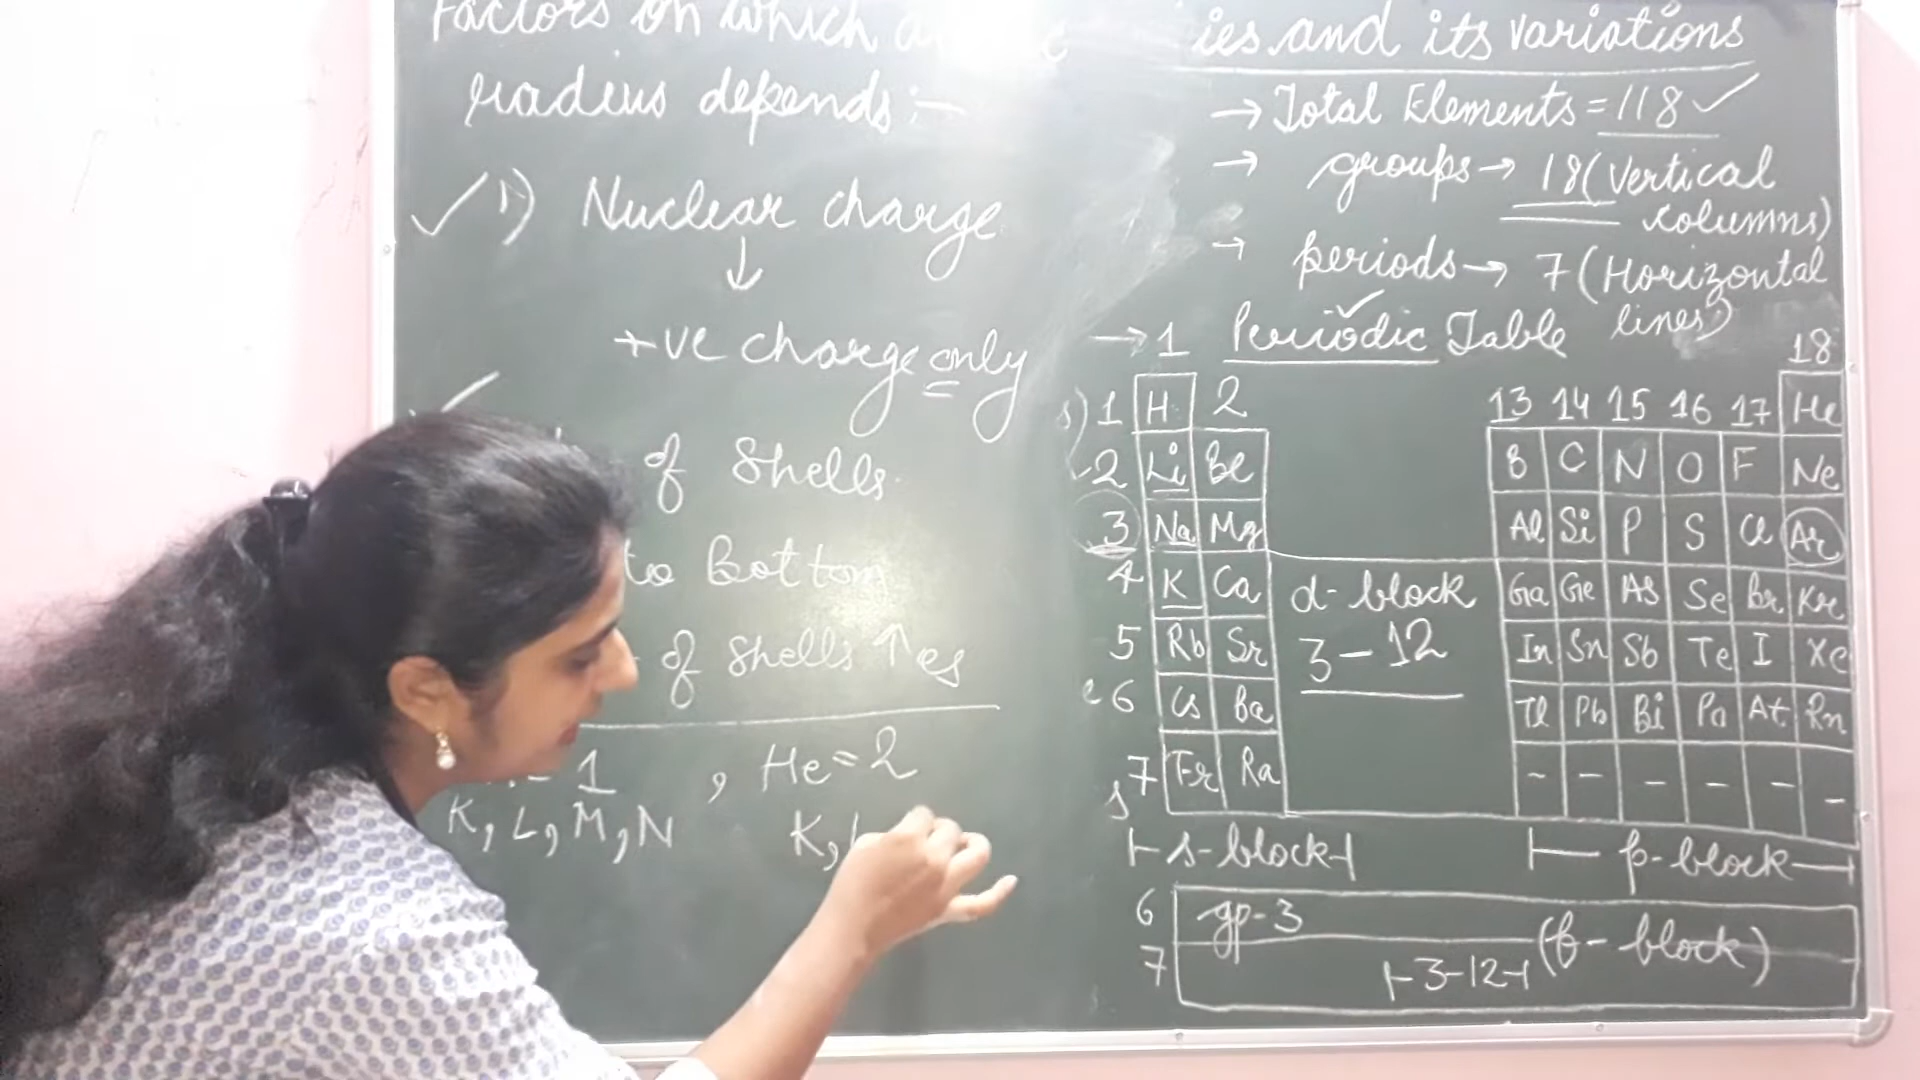 Factors on which
radius depends :-
✓ 1) Nuclear charge
↓
+ve charge only
✓
of Shells.
to Bottom
of Shells ↑es
1 , He = 2
K, L, M, N K,
ies and its variations
→ Total Elements = 118 ✓
→ groups → 18 (Vertical
columns)
→ periods → 7 (Horizontal
lines)
→ 1 Periodic Table 18
1 H 2 13 14 15 16 17 He
2 Li Be B C N O F Ne
3 Na Mg Al Si P S Cl Ar
4 K Ca d-block Ga Ge As Se Br Kr
5 Rb Sr 3-12 In Sn Sb Te I Xe
6 Cs Ba Tl Pb Bi Po At Rn
7 Fr Ra - - - - - -
s-block p-block
6 gp-3
7 3-12 (f-block)